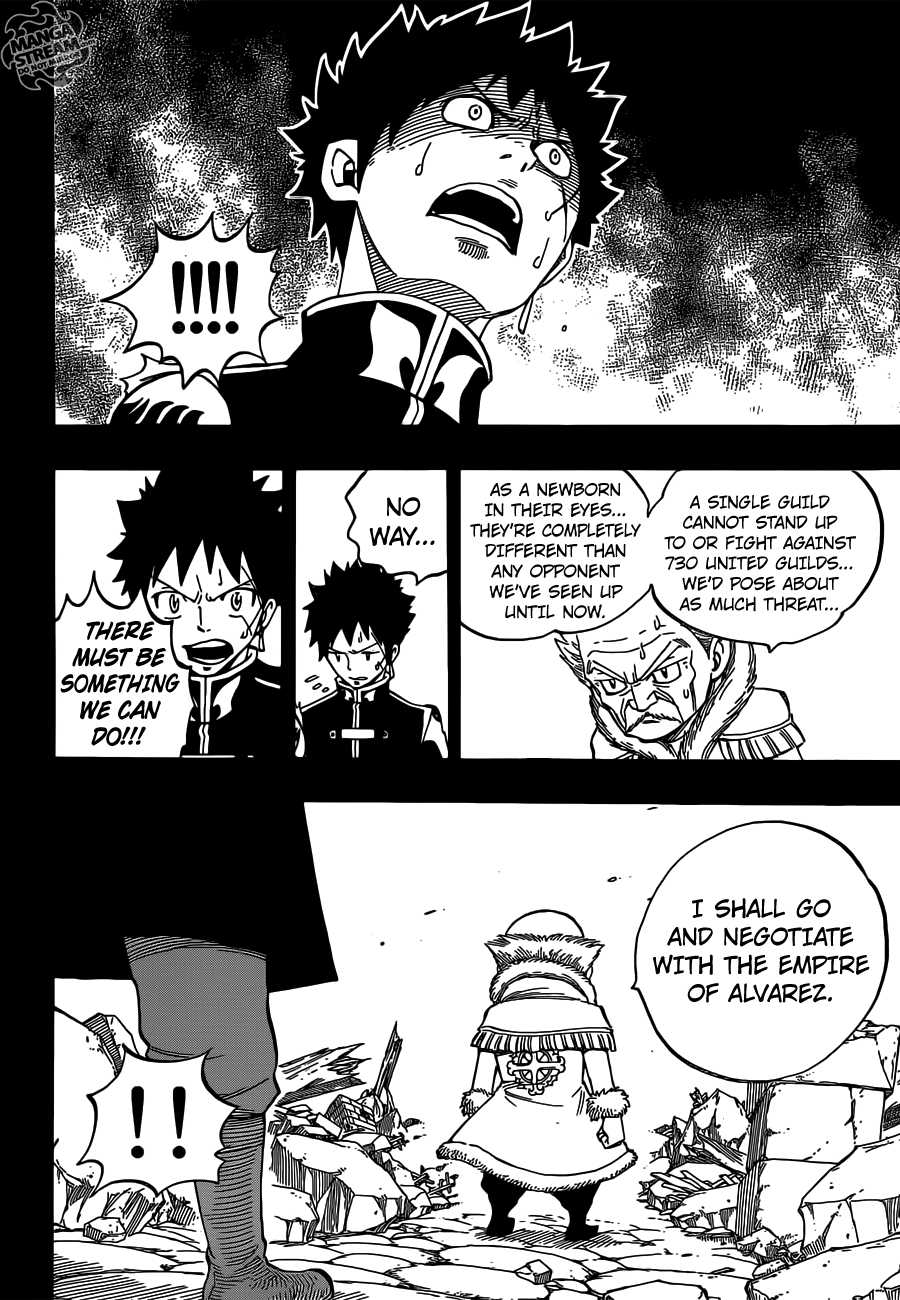 MANGA
STREAM
!!!!
A SINGLE GUILD
CANNOT STAND UP
TO OR FIGHT AGAINST
730 UNITED GUILDS...
WE'D POSE ABOUT
AS MUCH THREAT...
AS A NEWBORN
IN THEIR EYES...
THEY'RE COMPLETELY
DIFFERENT THAN
ANY OPPONENT
WE'VE SEEN UP
UNTIL NOW.
NO
WAY...
THERE
MUST BE
SOMETHING
WE CAN
DO!!!
I SHALL GO
AND NEGOTIATE
WITH THE EMPIRE
OF ALVAREZ.
!!